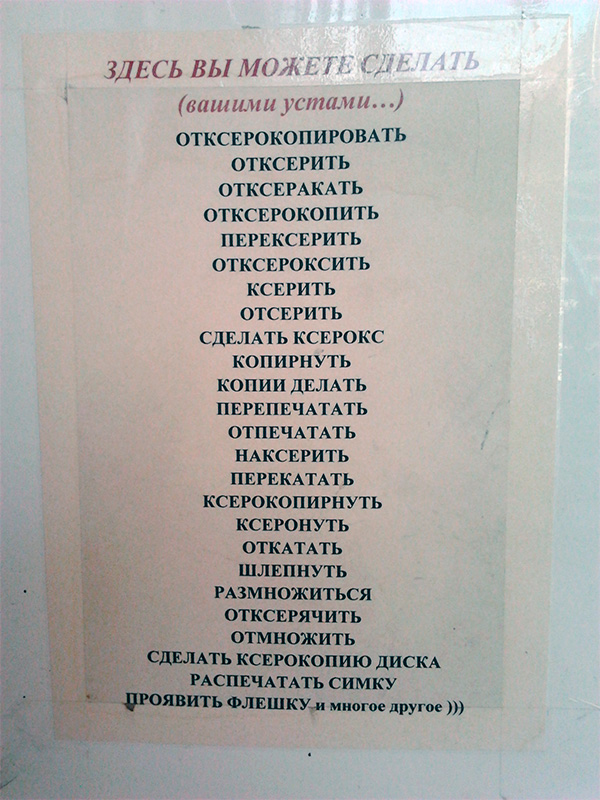 ЗДЕСЬ ВЫ МОЖЕТЕ СДЕЛАТЬ
(вашими устами...)
ОТКСЕРОКОПИРОВАТЬ
ОТКСЕРИТЬ
ОТКСЕРАКАТЬ
ОТКСЕРОКОПИТЬ
ПЕРЕКСЕРИТЬ
ОТКСЕРОКСИТЬ
КСЕРИТЬ
ОТСЕРИТЬ
СДЕЛАТЬ КСЕРОКС
КОПИРНУТЬ
КОПИИ ДЕЛАТЬ
ПЕРЕПЕЧАТАТЬ
ОТПЕЧАТАТЬ
НАКСЕРИТЬ
ПЕРЕКАТАТЬ
КСЕРОКОПИРНУТЬ
КСЕРОНУТЬ
ОТКАТАТЬ
ШЛЕПНУТЬ
РАЗМНОЖИТЬСЯ
ОТКСЕРЯЧИТЬ
ОТМНОЖИТЬ
СДЕЛАТЬ КСЕРОКОПИЮ ДИСКА
РАСПЕЧАТАТЬ СИМКУ
ПРОЯВИТЬ ФЛЕШКУ и многое другое )))